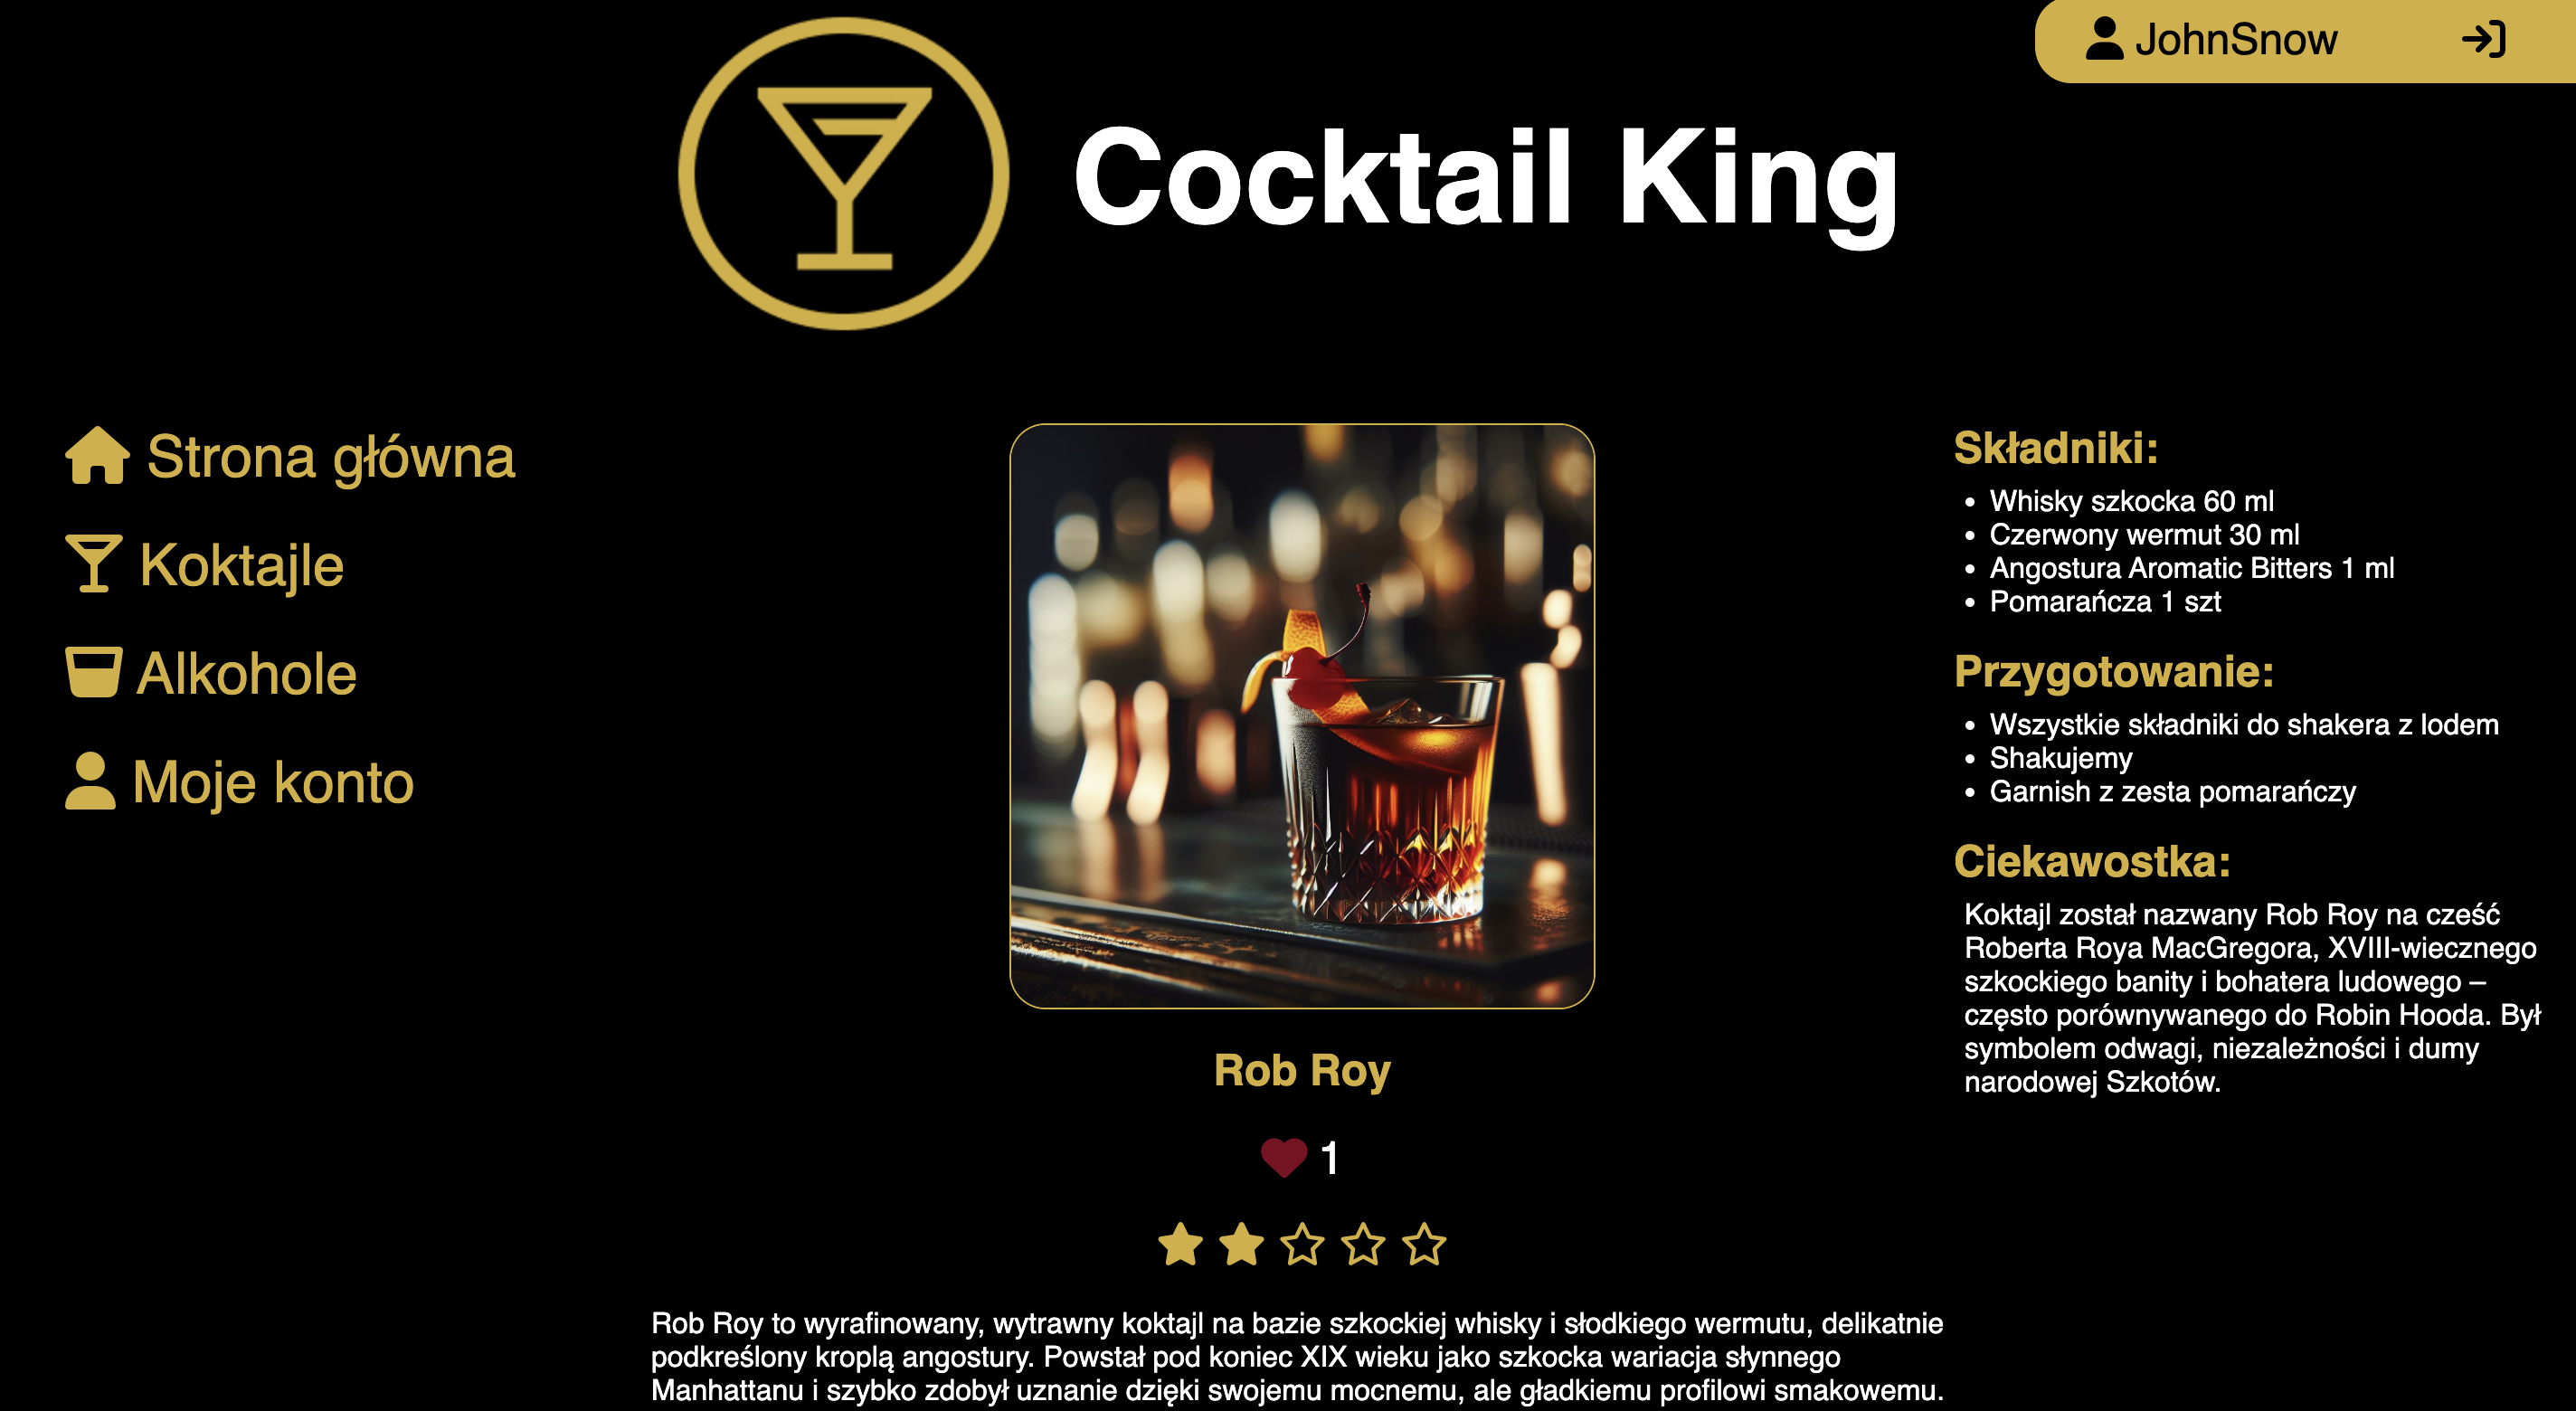 JohnSnow
Cocktail King
Strona główna
Koktajle
Alkohole
Moje konto
Rob Roy
1
Rob Roy to wyrafinowany, wytrawny koktajl na bazie szkockiej whisky i słodkiego wermutu, delikatnie
podkreślony kroplą angostury. Powstał pod koniec XIX wieku jako szkocka wariacja słynnego
Manhattanu i szybko zdobył uznanie dzięki swojemu mocnemu, ale gładkiemu profilowi smakowemu.
Składniki:
• Whisky szkocka 60 ml
• Czerwony wermut 30 ml
• Angostura Aromatic Bitters 1 ml
• Pomarańcza 1 szt
Przygotowanie:
• Wszystkie składniki do shakera z lodem
• Shakujemy
• Garnish z zesta pomarańczy
Ciekawostka:
Koktajl został nazwany Rob Roy na cześć
Roberta Roya MacGregora, XVIII-wiecznego
szkockiego banity i bohatera ludowego –
często porównywanego do Robin Hooda. Był
symbolem odwagi, niezależności i dumy
narodowej Szkotów.